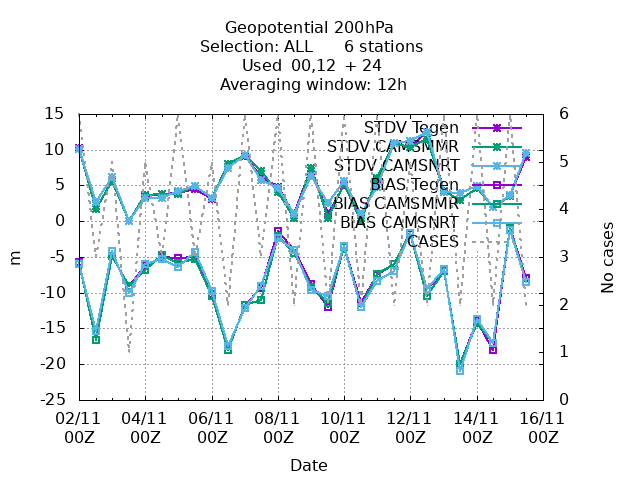 Geopotential 200hPa
Selection: ALL 6 stations
Used 00,12 + 24
Averaging window: 12h
15
10
5
0
-5
-10
-15
-20
-25
m
STDV Tegen
STDV CAMSMMR
STDV CAMSNRT
BIAS Tegen
BIAS CAMSMMR
BIAS CAMSNRT
CASES
6
5
4
3
2
1
0
No cases
02/11 04/11 06/11 08/11 10/11 12/11 14/11 16/11
00Z 00Z 00Z 00Z 00Z 00Z 00Z 00Z
Date